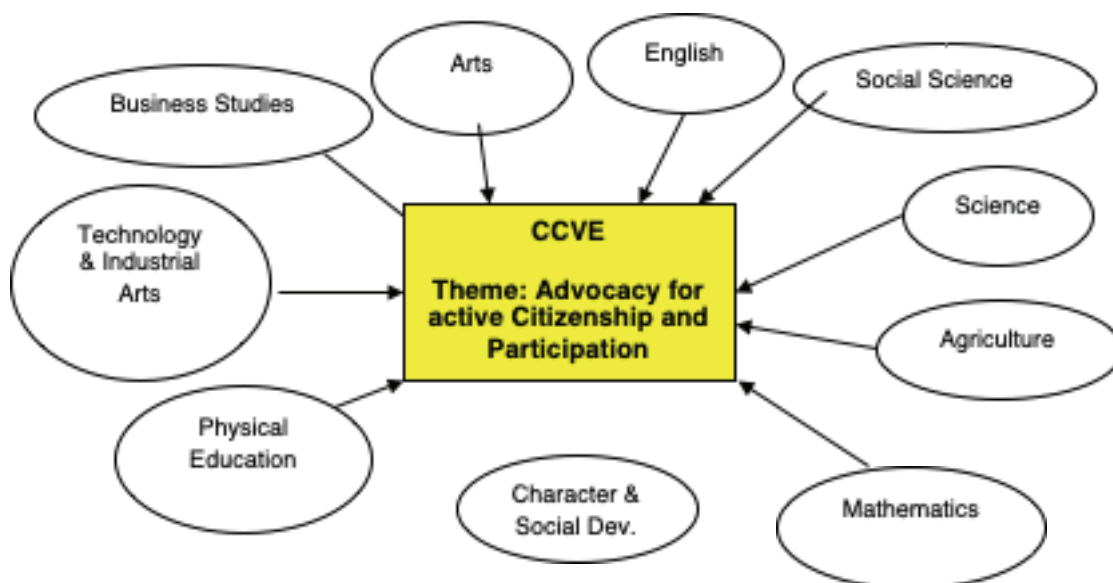 Arts
English
Social Science
Business Studies
Science
Technology
& Industrial
Arts
CCVE
Theme: Advocacy for
active Citizenship and
Participation
Agriculture
Physical
Education
Character &
Social Dev.
Mathematics